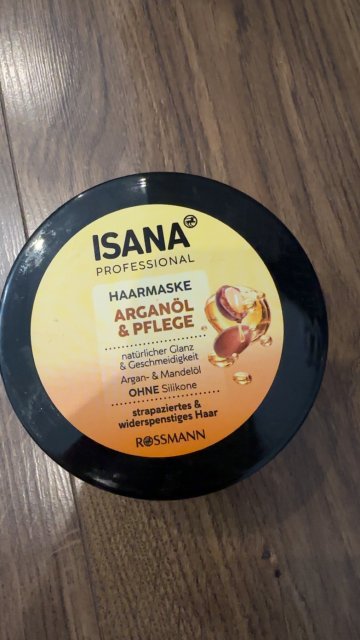 ISANA
PROFESSIONAL
HAARMASKE
ARGANÖL
& PFLEGE
natürlicher Glanz
& Geschmeidigkeit
Argan- & Mandelöl
OHNE Silikone
strapaziertes &
widerspenstiges Haar
ROSSMANN